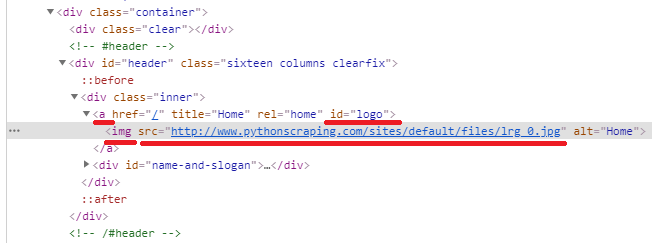 ▼<div class="container">
<div class="clear"></div>
<!-- #header -->
▼<div id="header" class="sixteen columns clearfix">
::before
▼<div class="inner">
▼<a href="/" title="Home" rel="home" id="logo">
… <img src="http://www.pythonscraping.com/sites/default/files/lrg_0.jpg" alt="Home">
</a>
▶<div id="name-and-slogan">…</div>
</div>
::after
</div>
<!-- /#header -->